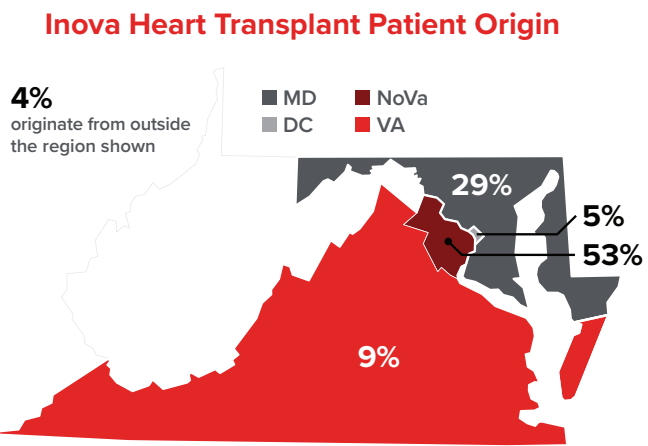 Inova Heart Transplant Patient Origin
4%
originate from outside
the region shown
MD
NoVa
DC
VA
29%
5%
53%
9%